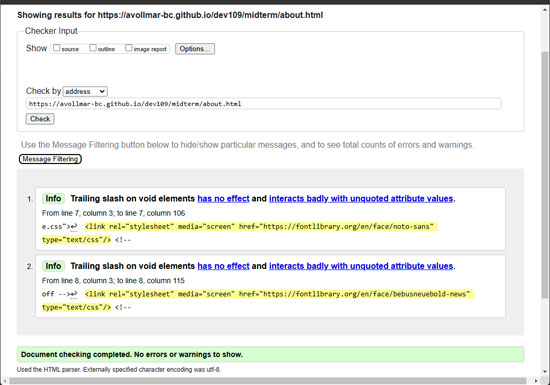 Showing results for https://avollmar-bc.github.io/dev109/midterm/about.html
Checker Input
Show source outline image report Options...
Check by address
https://avollmar-bc.github.io/dev109/midterm/about.html
Check
Use the Message Filtering button below to hide/show particular messages, and to see total counts of errors and warnings.
Message Filtering
1. Info Trailing slash on void elements has no effect and interacts badly with unquoted attribute values.
From line 7, column 3; to line 7, column 106
e.css">↩ <link rel="stylesheet" media="screen" href="https://fontlibrary.org/en/face/noto-sans"
type="text/css"/> <!--
2. Info Trailing slash on void elements has no effect and interacts badly with unquoted attribute values.
From line 8, column 3; to line 8, column 115
off -->↩ <link rel="stylesheet" media="screen" href="https://fontlibrary.org/en/face/bebusneuebold-news"
type="text/css"/> <!--
Document checking completed. No errors or warnings to show.
Used the HTML parser. Externally specified character encoding was utf-8.